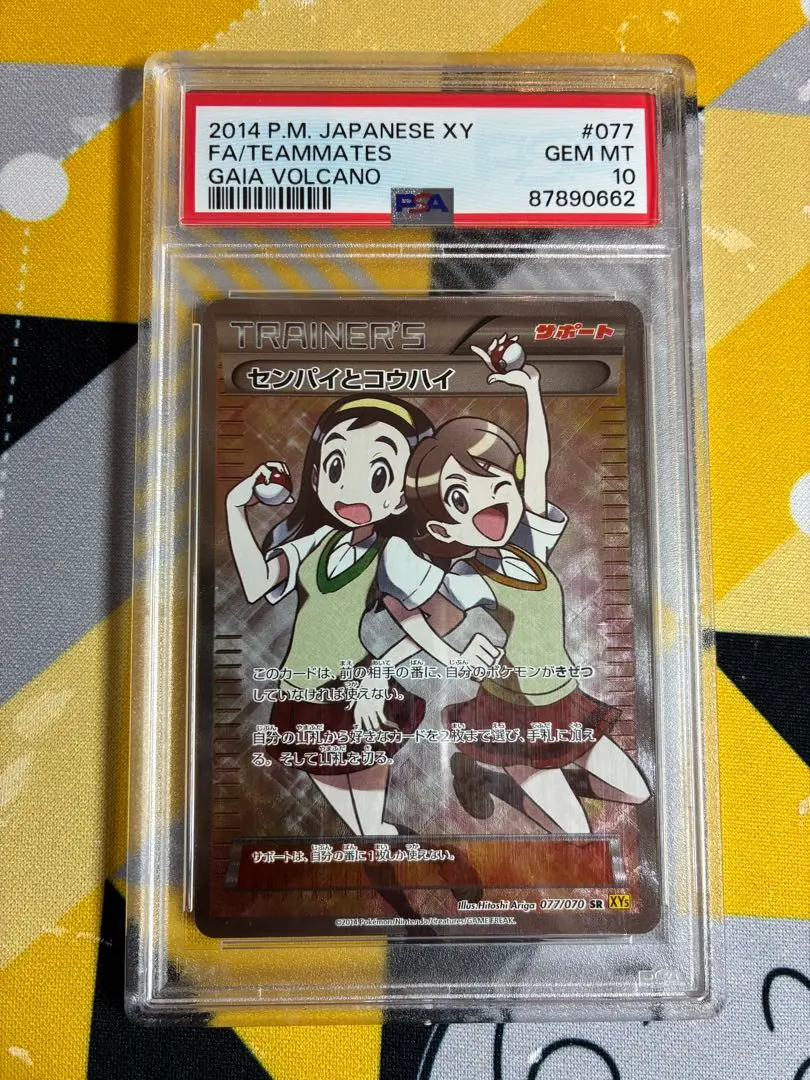 2014 P.M. JAPANESE XY #077
FA/TEAMMATES GEM MT
GAIA VOLCANO 10
PSA 87890662
TRAINER'S サポート
センパイとコウハイ
このカードは、前の相手の番に、自分のポケモンがきぜつ
していなければ使えない。
自分の山札から好きなカードを2枚まで選び、手札に加え
る。そして山札を切る。
サポートは、自分の番に1枚しか使えない。
Illus.Hitoshi Ariga 077/070 SR XY5
©2014 Pokémon/Nintendo/Creatures/GAME FREAK.